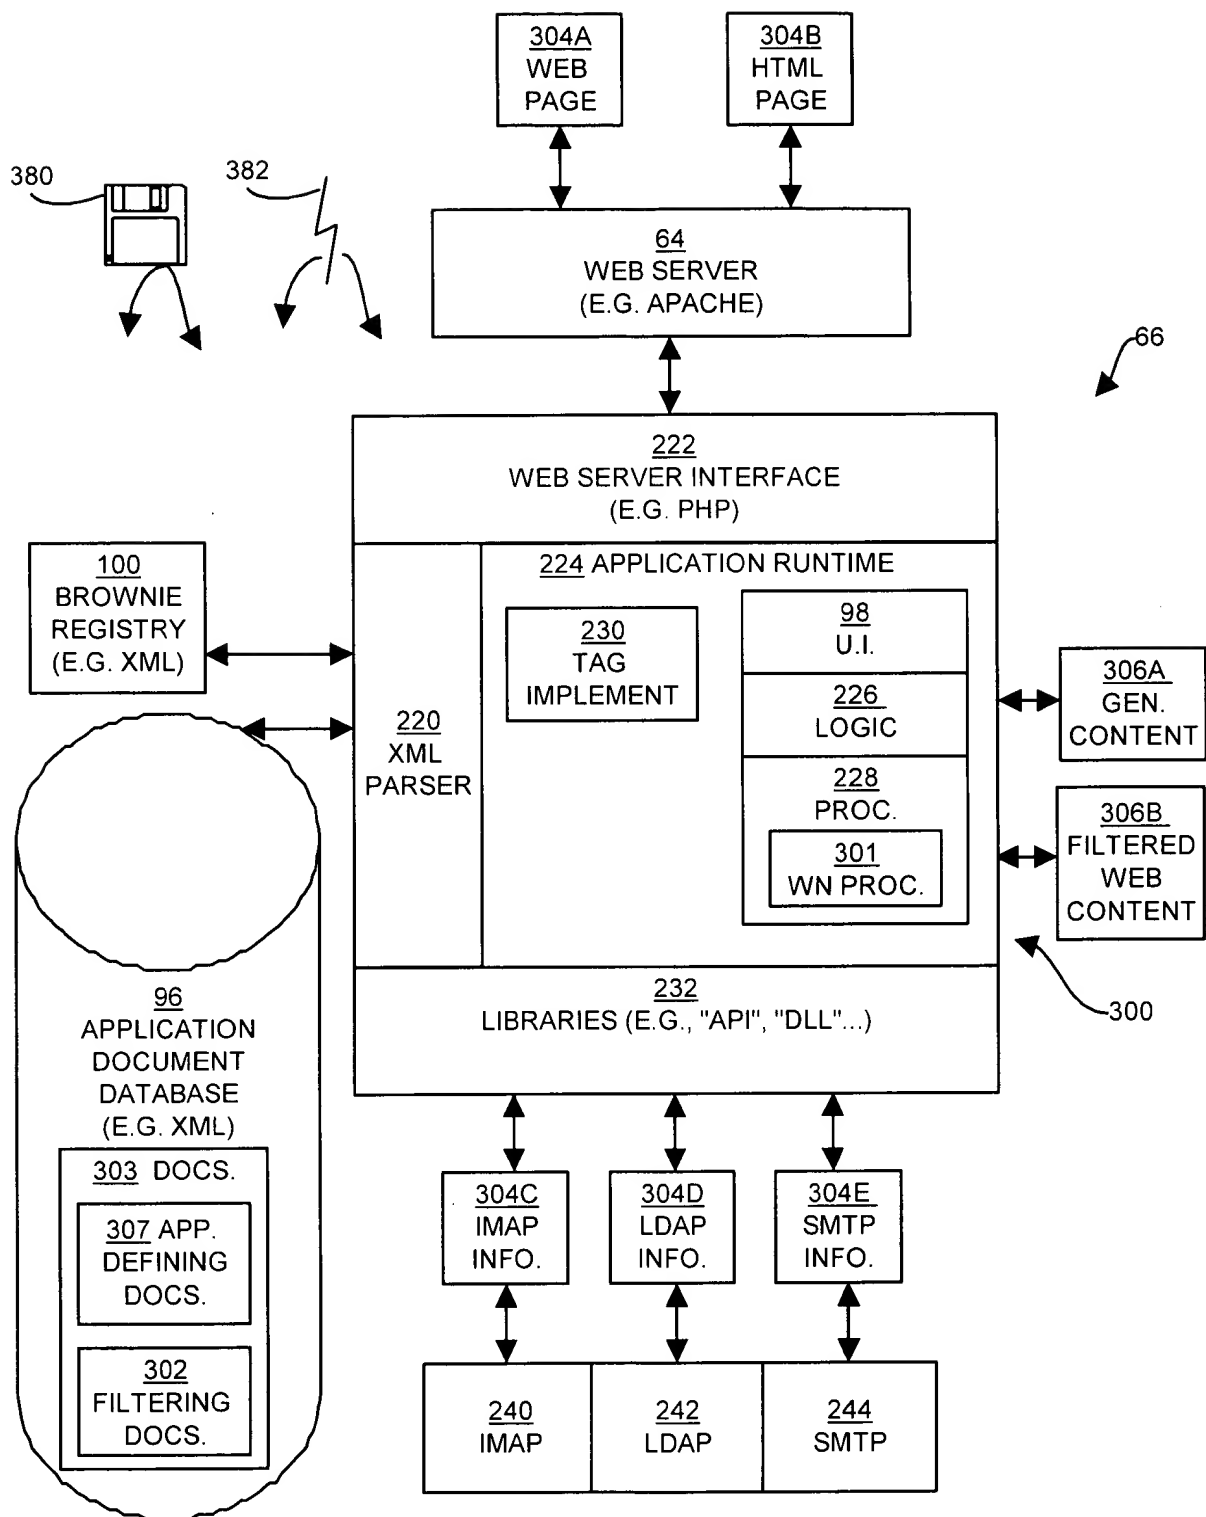 304A
WEB
PAGE
304B
HTML
PAGE
380
382
64
WEB SERVER
(E.G. APACHE)
66
222
WEB SERVER INTERFACE
(E.G. PHP)
100
BROWNIE
REGISTRY
(E.G. XML)
220
XML
PARSER
224 APPLICATION RUNTIME
230
TAG
IMPLEMENT
98
U.I.
226
LOGIC
228
PROC.
301
WN PROC.
306A
GEN.
CONTENT
306B
FILTERED
WEB
CONTENT
300
232
LIBRARIES (E.G., "API", "DLL"...)
96
APPLICATION
DOCUMENT
DATABASE
(E.G. XML)
303 DOCS.
307 APP.
DEFINING
DOCS.
302
FILTERING
DOCS.
304C
IMAP
INFO.
304D
LDAP
INFO.
304E
SMTP
INFO.
240
IMAP
242
LDAP
244
SMTP